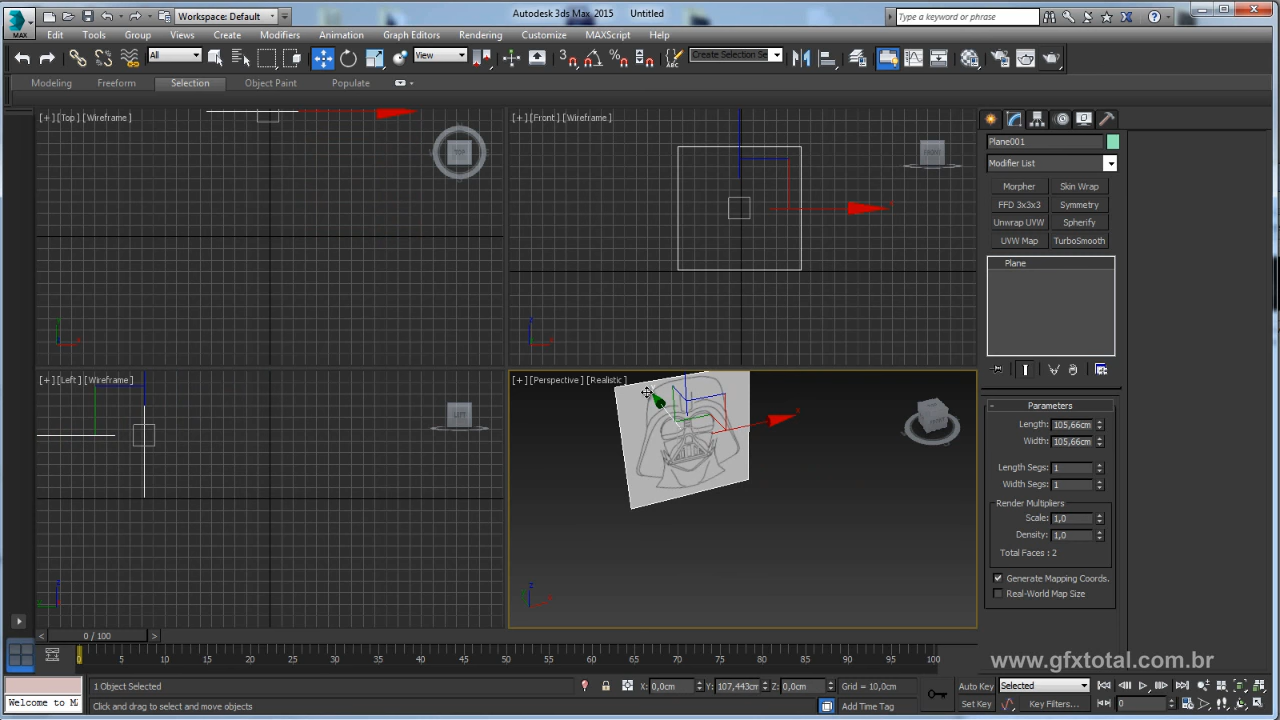 Workspace: Default
Autodesk 3ds Max 2015 Untitled
Type a keyword or phrase
MAX
Edit Tools Group Views Create Modifiers Animation Graph Editors Rendering Customize MAXScript Help
All
View
Create Selection Se
Modeling Freeform Selection Object Paint Populate
[+] [Top] [Wireframe]
TOP
[+] [Front] [Wireframe]
FRONT
[+] [Left] [Wireframe]
LEFT
[+] [Perspective] [Realistic]
Plane001
Modifier List
Morpher Skin Wrap
FFD 3x3x3 Symmetry
Unwrap UVW Spherify
UVW Map TurboSmooth
Plane
Parameters
Length: 105,66cm
Width: 105,66cm
Length Segs: 1
Width Segs: 1
Render Multipliers
Scale: 1,0
Density: 1,0
Total Faces : 2
Generate Mapping Coords.
Real-World Map Size
0 / 100
0 5 10 15 20 25 30 35 40 45 50 55 60 65 70 75 80 85 90 95 100
www.gfxtotal.com.br
1 Object Selected
X: 0,0cm Y: 107,443cm Z: 0,0cm Grid = 10,0cm
Auto Key Selected
Welcome to MA
Click and drag to select and move objects
Add Time Tag
Set Key Key Filters... 0